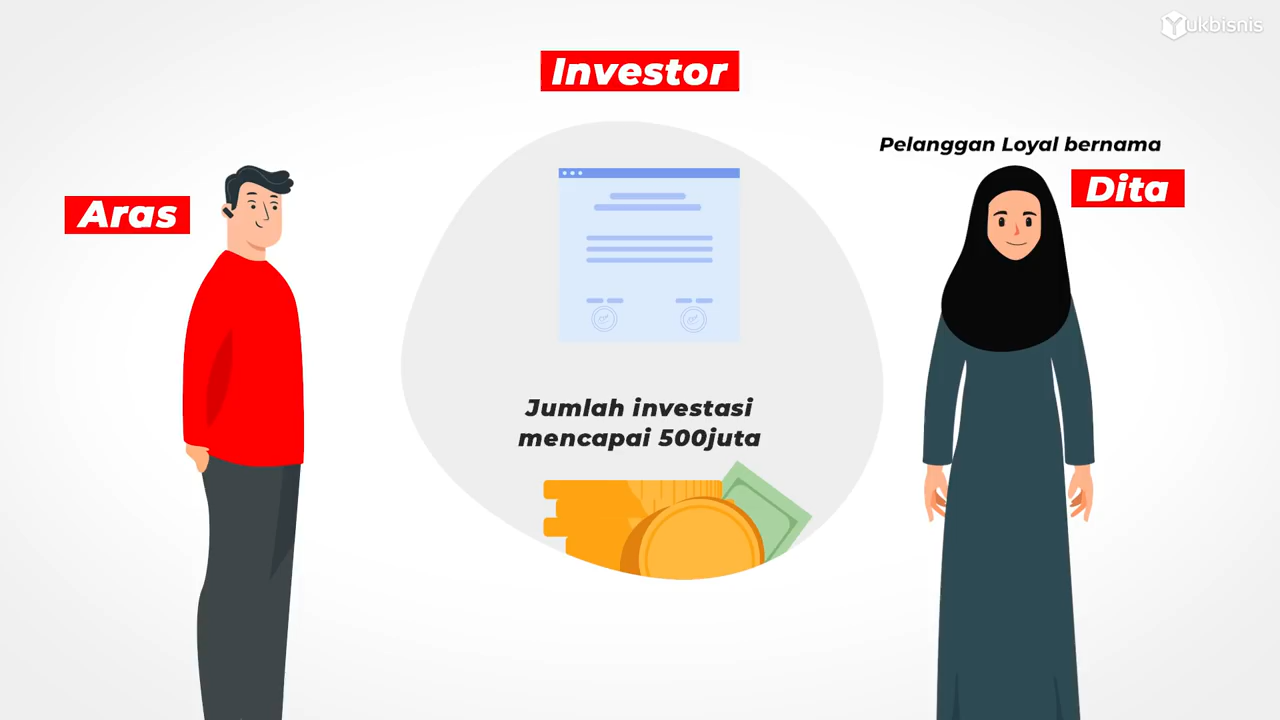 Yukbisnis
Investor
Pelanggan Loyal bernama
Dita
Aras
Jumlah investasi
mencapai 500juta